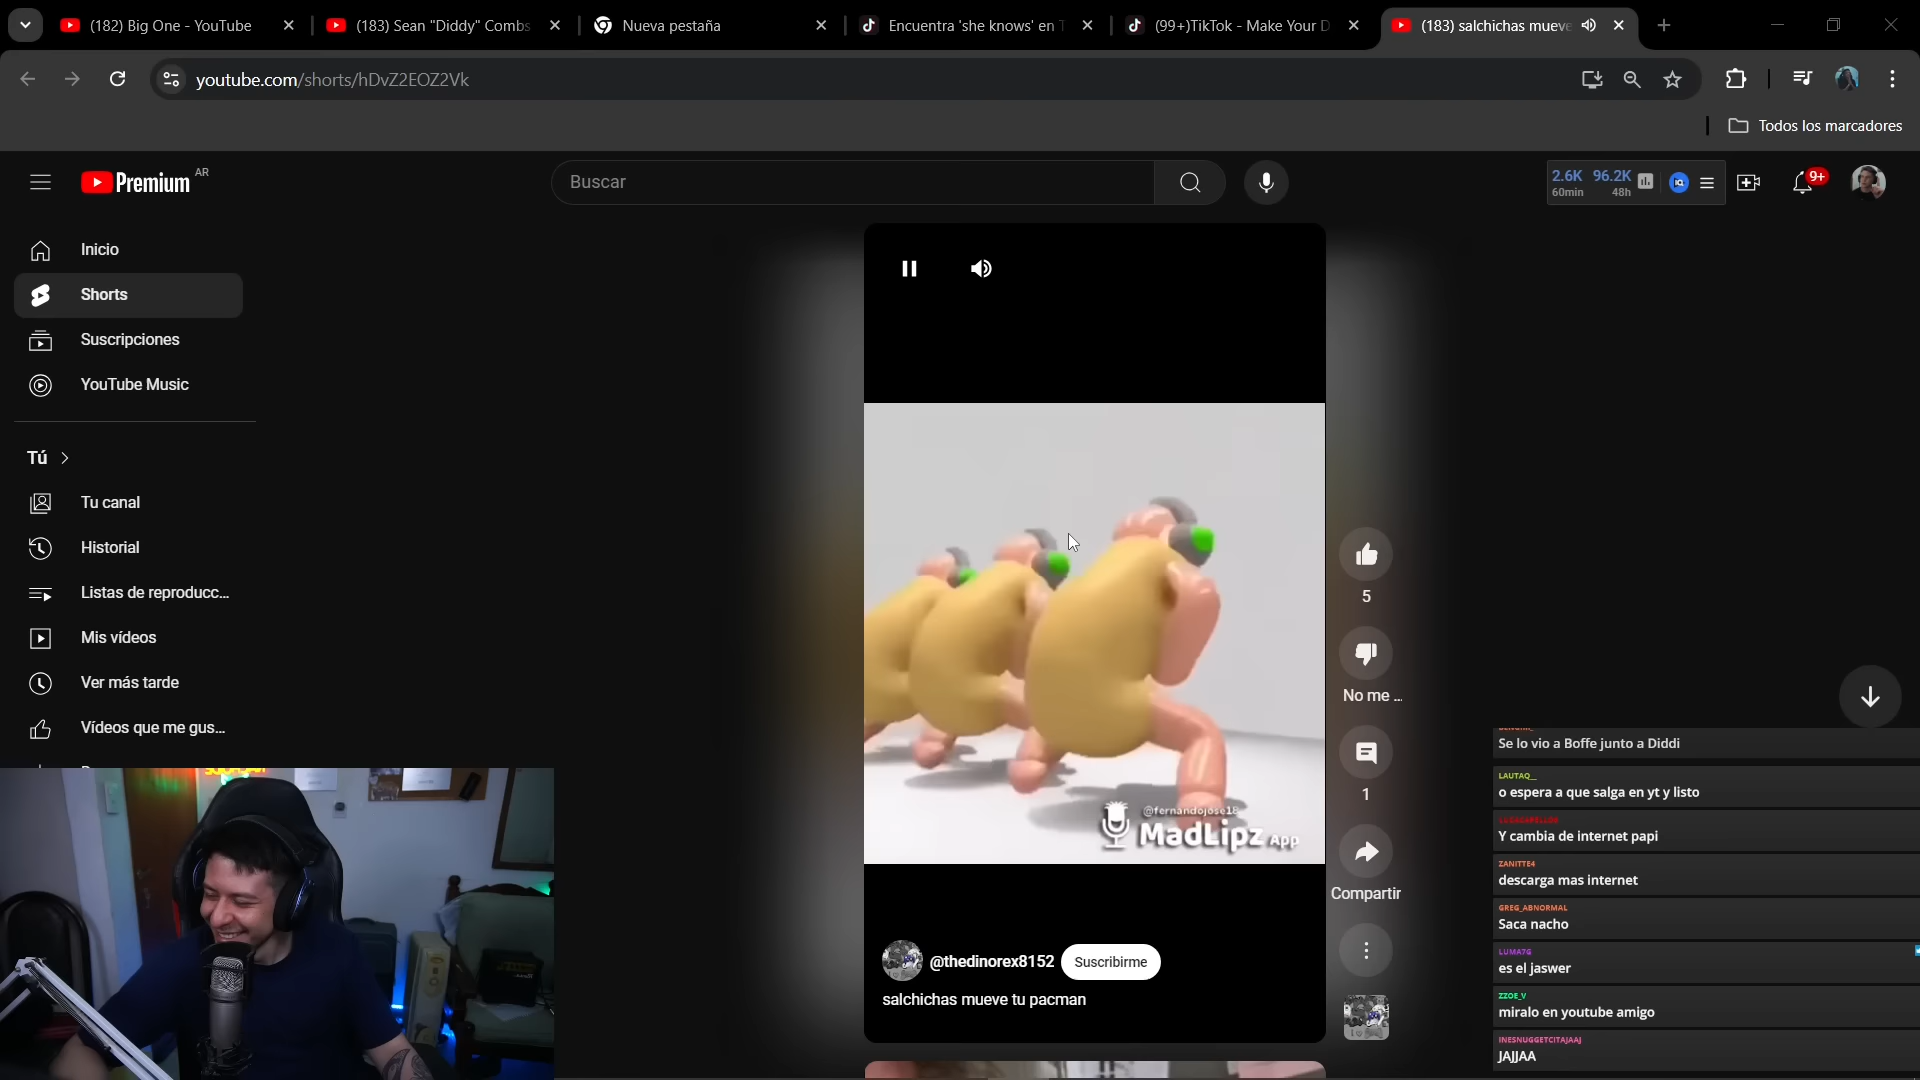 (182) Big One - YouTube
(183) Sean "Diddy" Combs
Nueva pestaña
Encuentra 'she knows' en T
(99+)TikTok - Make Your D
(183) salchichas mueve
youtube.com/shorts/hDvZ2EOZ2Vk
Todos los marcadores
Premium AR
Buscar
2.6K 96.2K
60min 48h
9+
Inicio
Shorts
Suscripciones
YouTube Music
Tú
Tu canal
Historial
Listas de reproducc...
Mis vídeos
Ver más tarde
Vídeos que me gus...
5
No me ...
1
Compartir
@fernandojose18
MadLipz App
@thedinorex8152
Suscribirme
salchichas mueve tu pacman
Se lo vio a Boffe junto a Diddi
LAUTAQ_
o espera a que salga en yt y listo
Y cambia de internet papi
ZANITTE4
descarga mas internet
GREG_ABNORMAL
Saca nacho
LUMA7G
es el jaswer
ZZOE_V
miralo en youtube amigo
INESNUGGETCITAJAAJ
JAJJAA